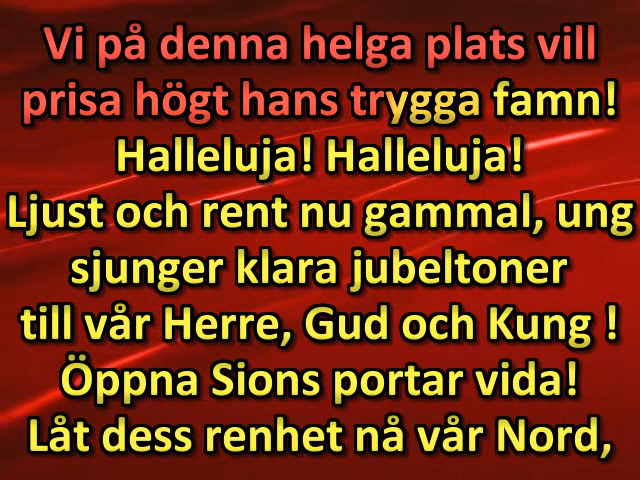 Vi på denna helga plats vill
prisa högt hans trygga famn!
Halleluja! Halleluja!
Ljust och rent nu gammal, ung
sjunger klara jubeltoner
till vår Herre, Gud och Kung !
Öppna Sions portar vida!
Låt dess renhet nå vår Nord,